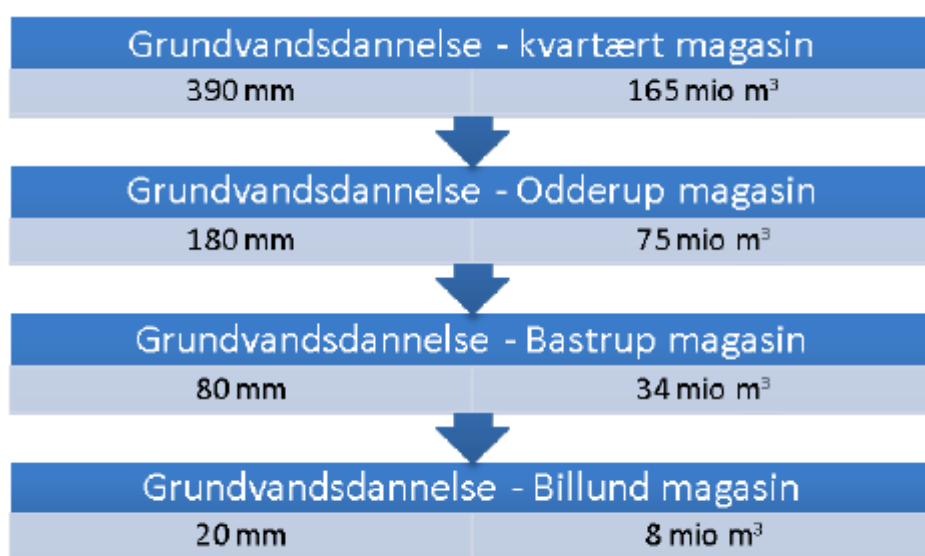 Grundvandsdannelse - kvartært magasin
390 mm 165 mio m³
Grundvandsdannelse - Odderup magasin
180 mm 75 mio m³
Grundvandsdannelse - Bastrup magasin
80 mm 34 mio m³
Grundvandsdannelse - Billund magasin
20 mm 8 mio m³